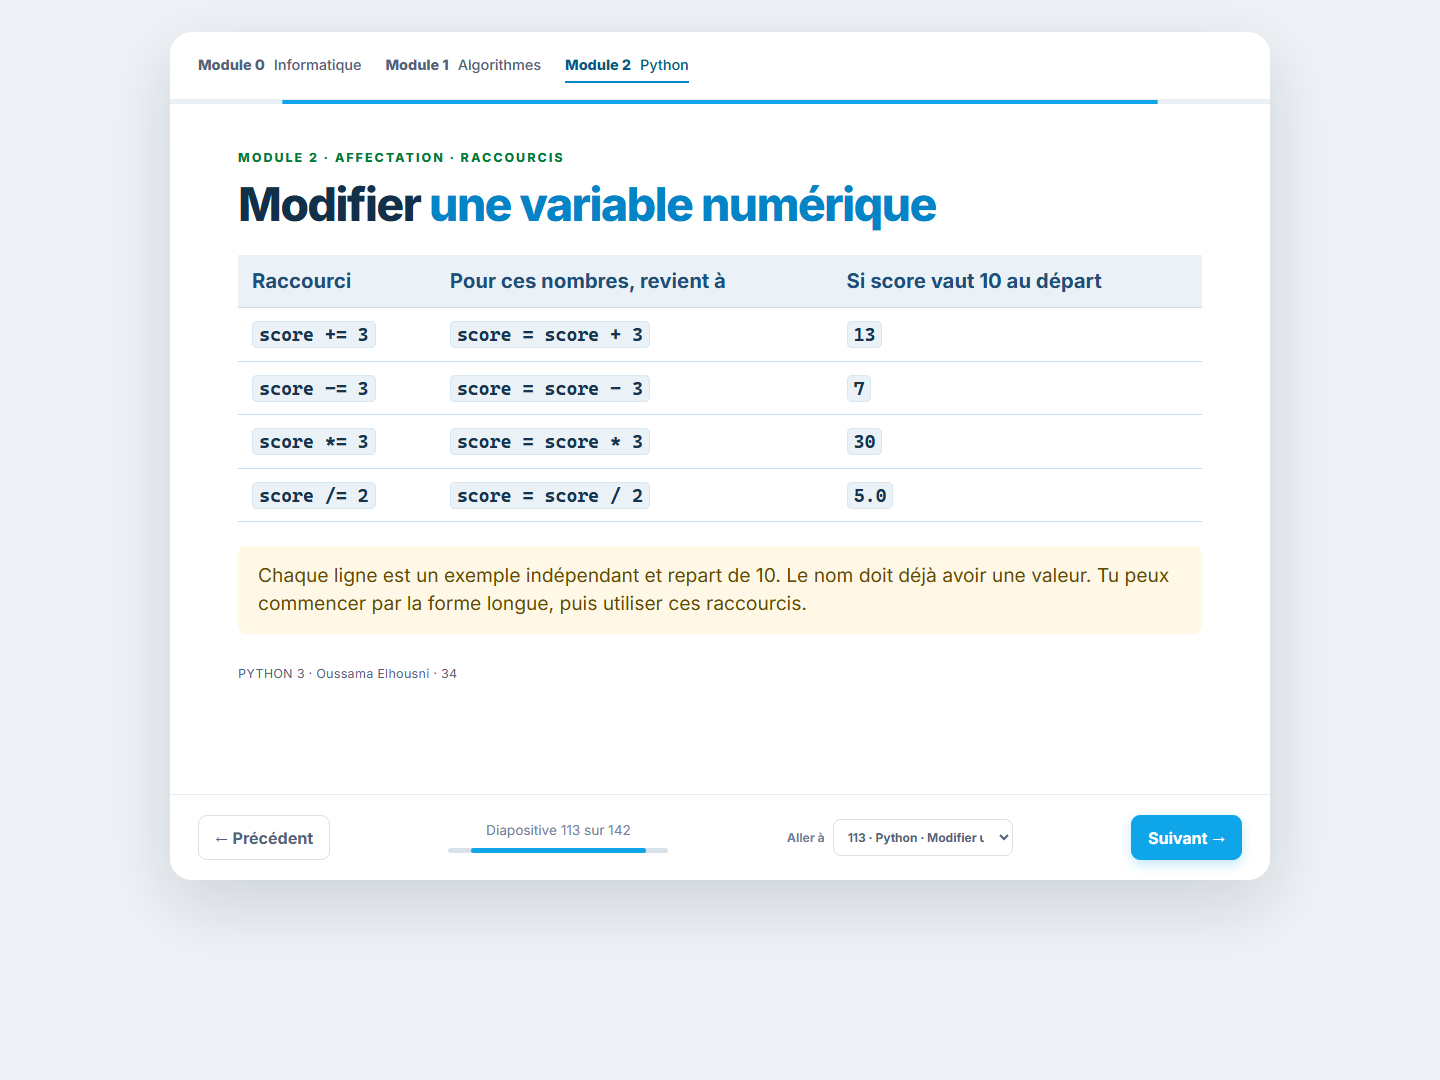 Module 0 Informatique Module 1 Algorithmes Module 2 Python
MODULE 2 · AFFECTATION · RACCOURCIS
Modifier une variable numérique
Raccourci Pour ces nombres, revient à Si score vaut 10 au départ
score += 3 score = score + 3 13
score −= 3 score = score − 3 7
score *= 3 score = score * 3 30
score /= 2 score = score / 2 5.0
Chaque ligne est un exemple indépendant et repart de 10. Le nom doit déjà avoir une valeur. Tu peux
commencer par la forme longue, puis utiliser ces raccourcis.
PYTHON 3 · Oussama Elhousni · 34
← Précédent Diapositive 113 sur 142 Aller à 113 · Python · Modifier Suivant →